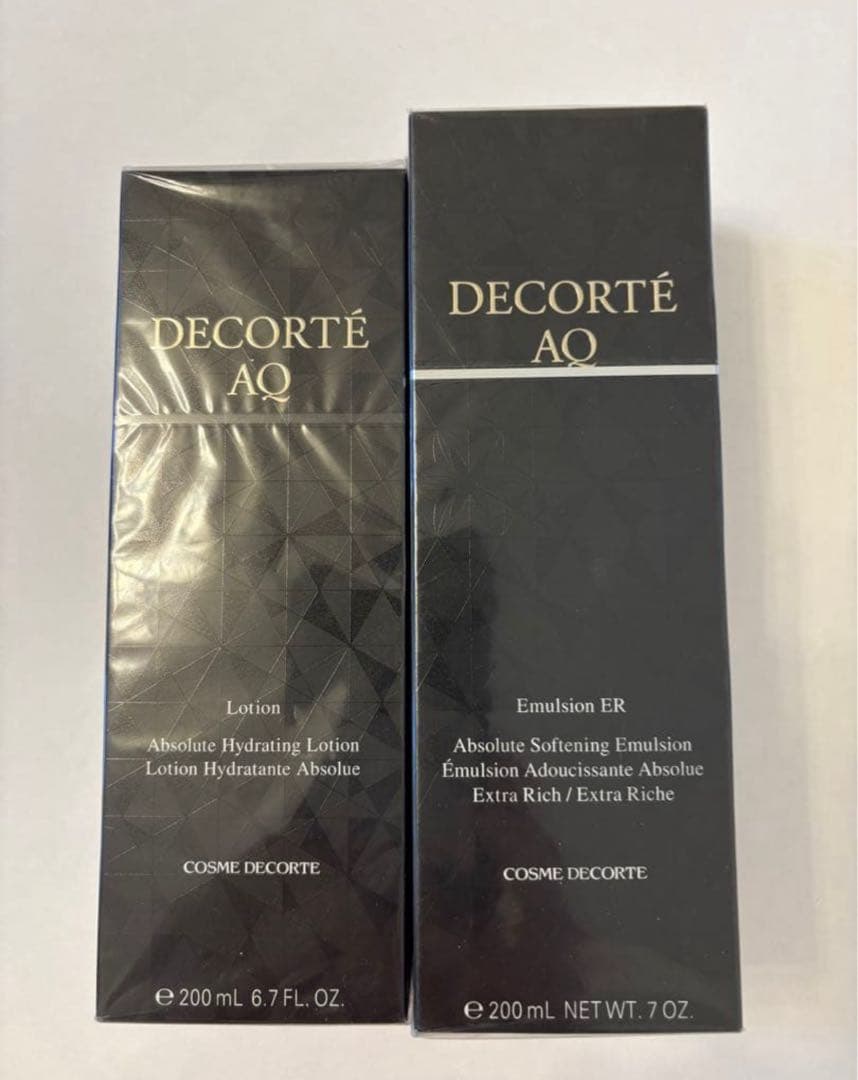 DECORTÉ
AQ
Lotion
Absolute Hydrating Lotion
Lotion Hydratante Absolue
COSME DECORTE
e 200 mL 6.7 FL. OZ.
DECORTÉ
AQ
Emulsion ER
Absolute Softening Emulsion
Émulsion Adoucissante Absolue
Extra Rich / Extra Riche
COSME DECORTE
e 200 mL NET WT. 7 OZ.